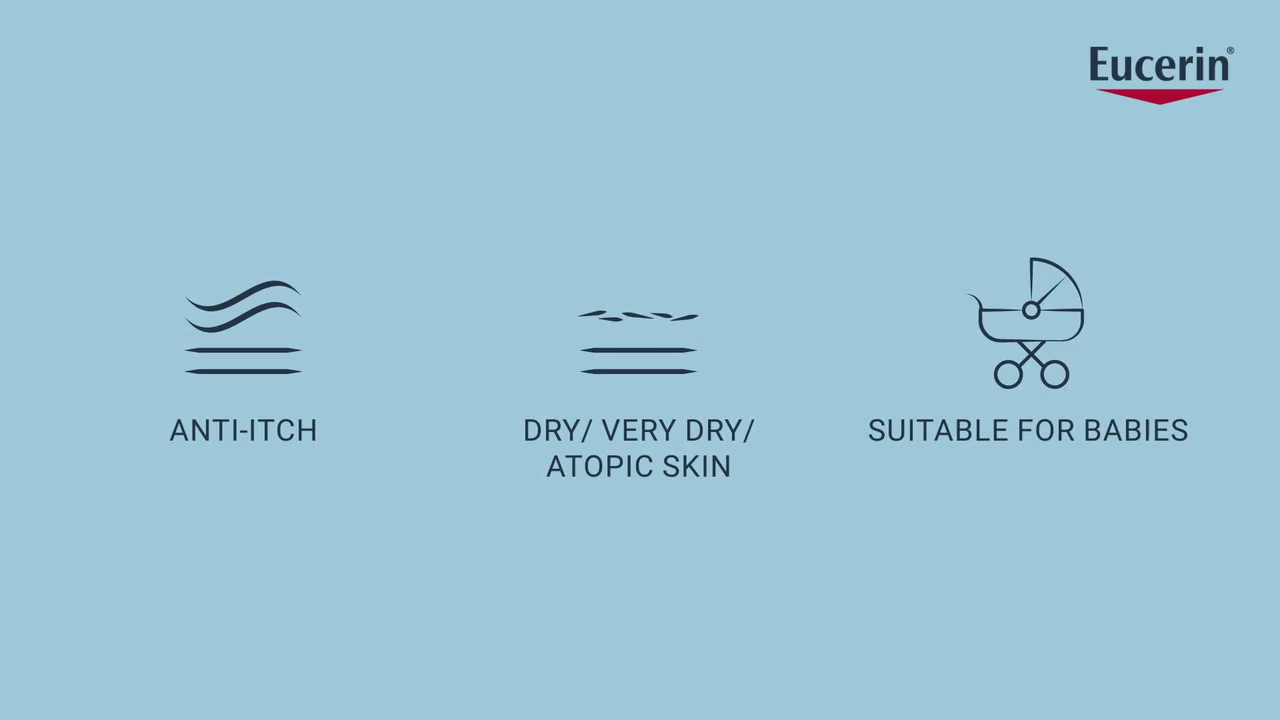 Eucerin®
ANTI-ITCH
DRY/ VERY DRY/
ATOPIC SKIN
SUITABLE FOR BABIES